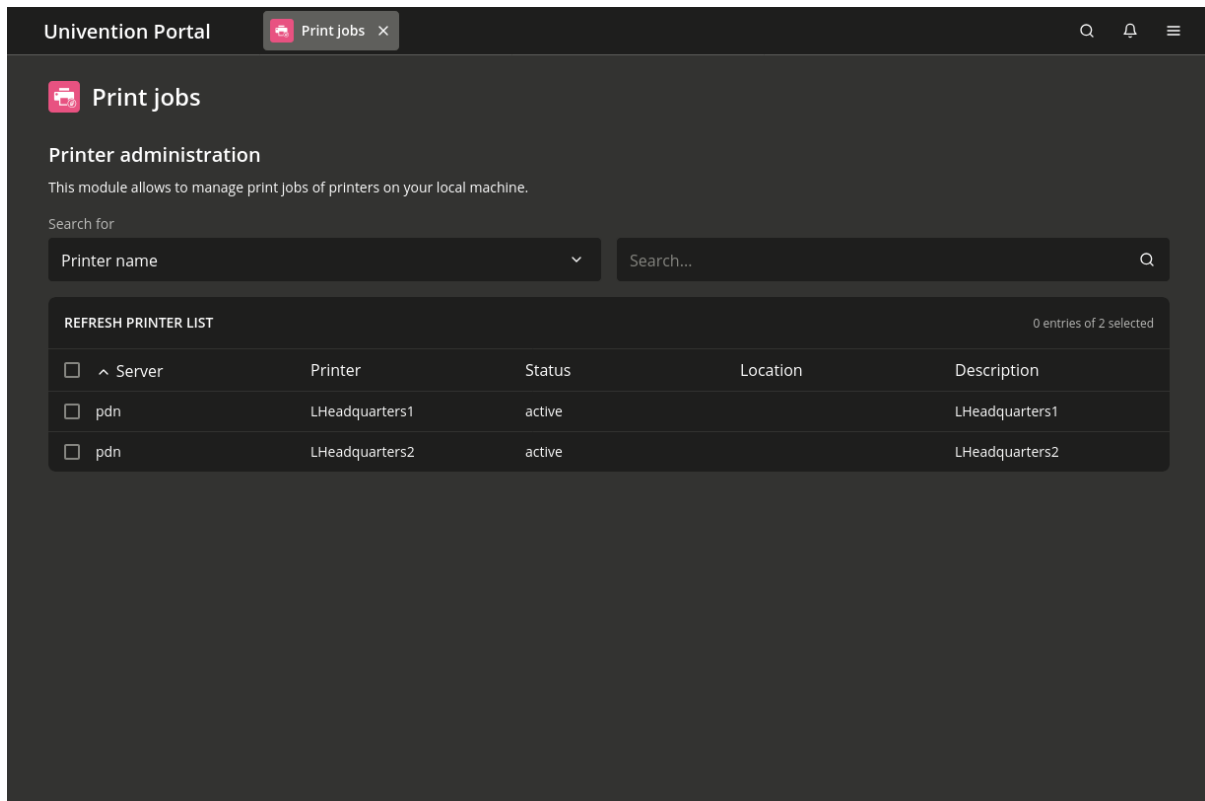 Univention Portal Print jobs
Print jobs
Printer administration
This module allows to manage print jobs of printers on your local machine.
Search for
Printer name Search...
REFRESH PRINTER LIST 0 entries of 2 selected
Server Printer Status Location Description
pdn LHeadquarters1 active LHeadquarters1
pdn LHeadquarters2 active LHeadquarters2